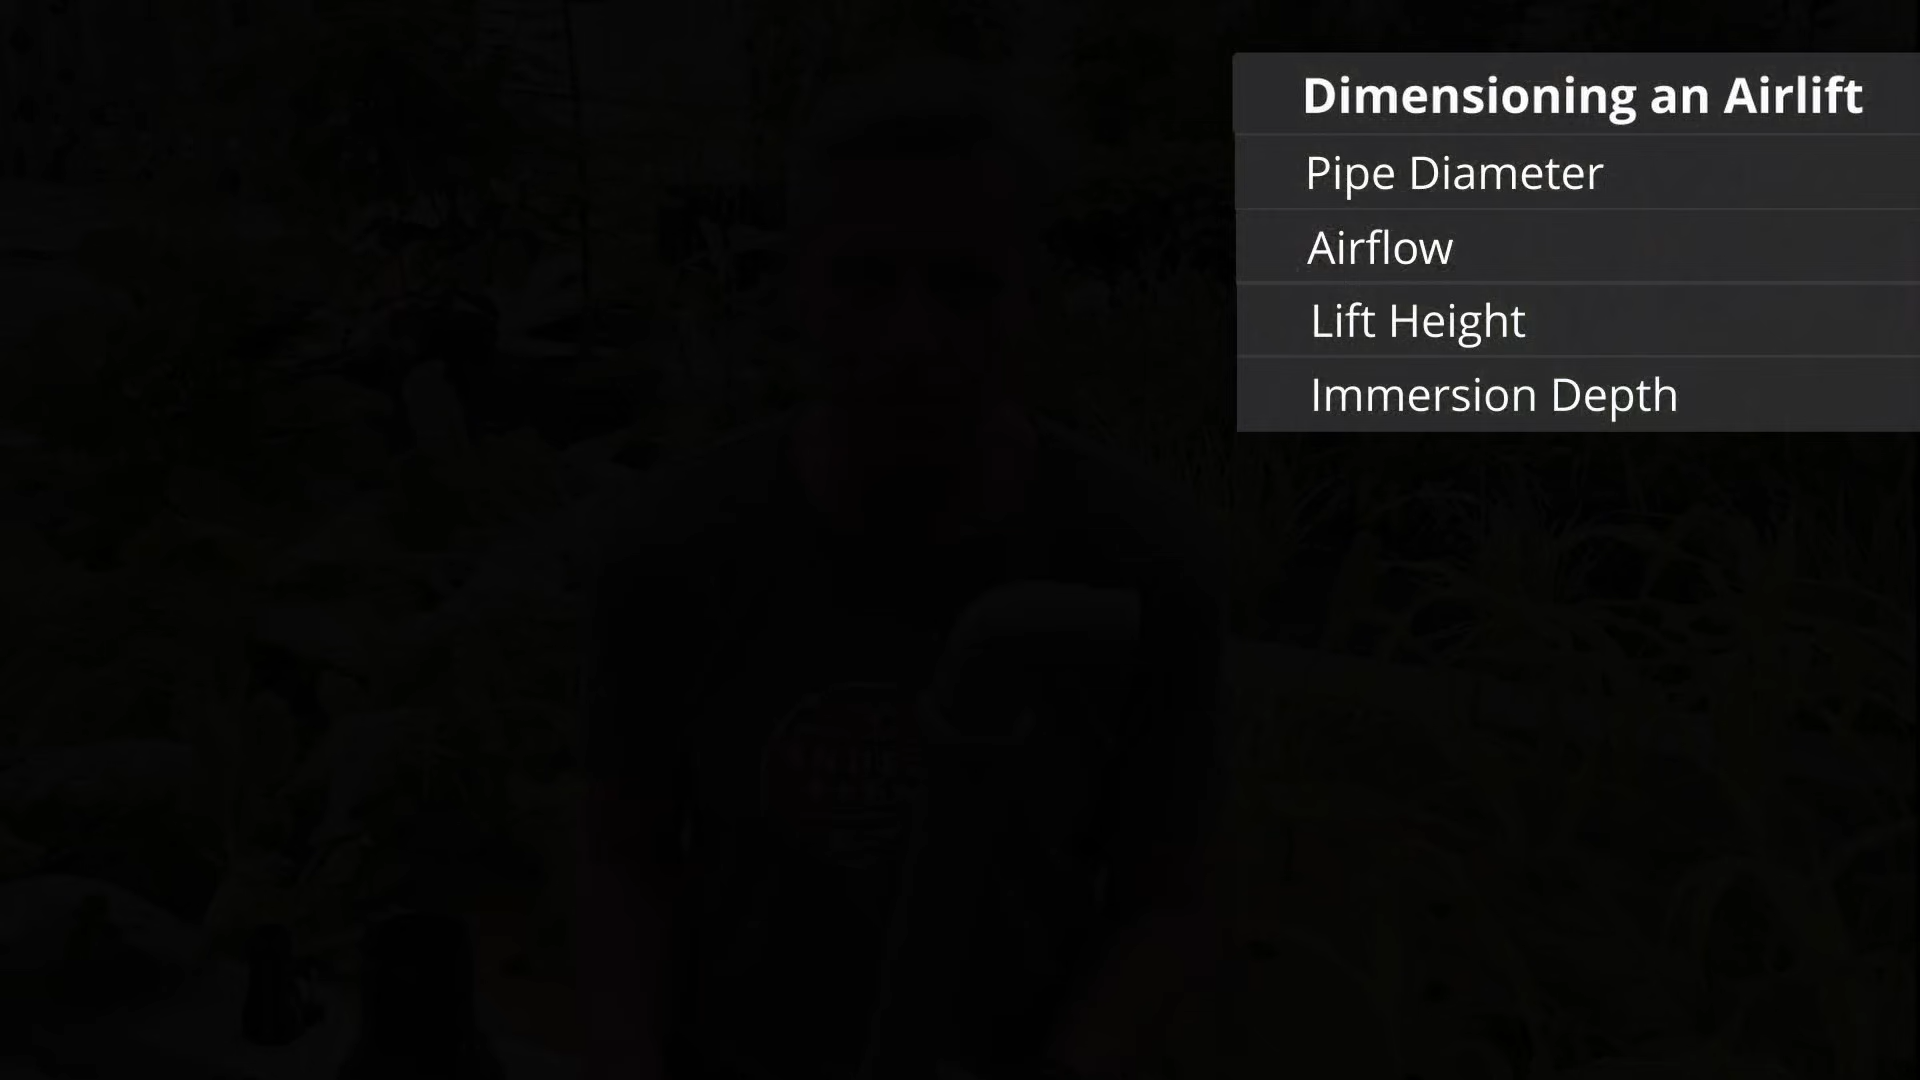 Dimensioning an Airlift
Pipe Diameter
Airflow
Lift Height
Immersion Depth